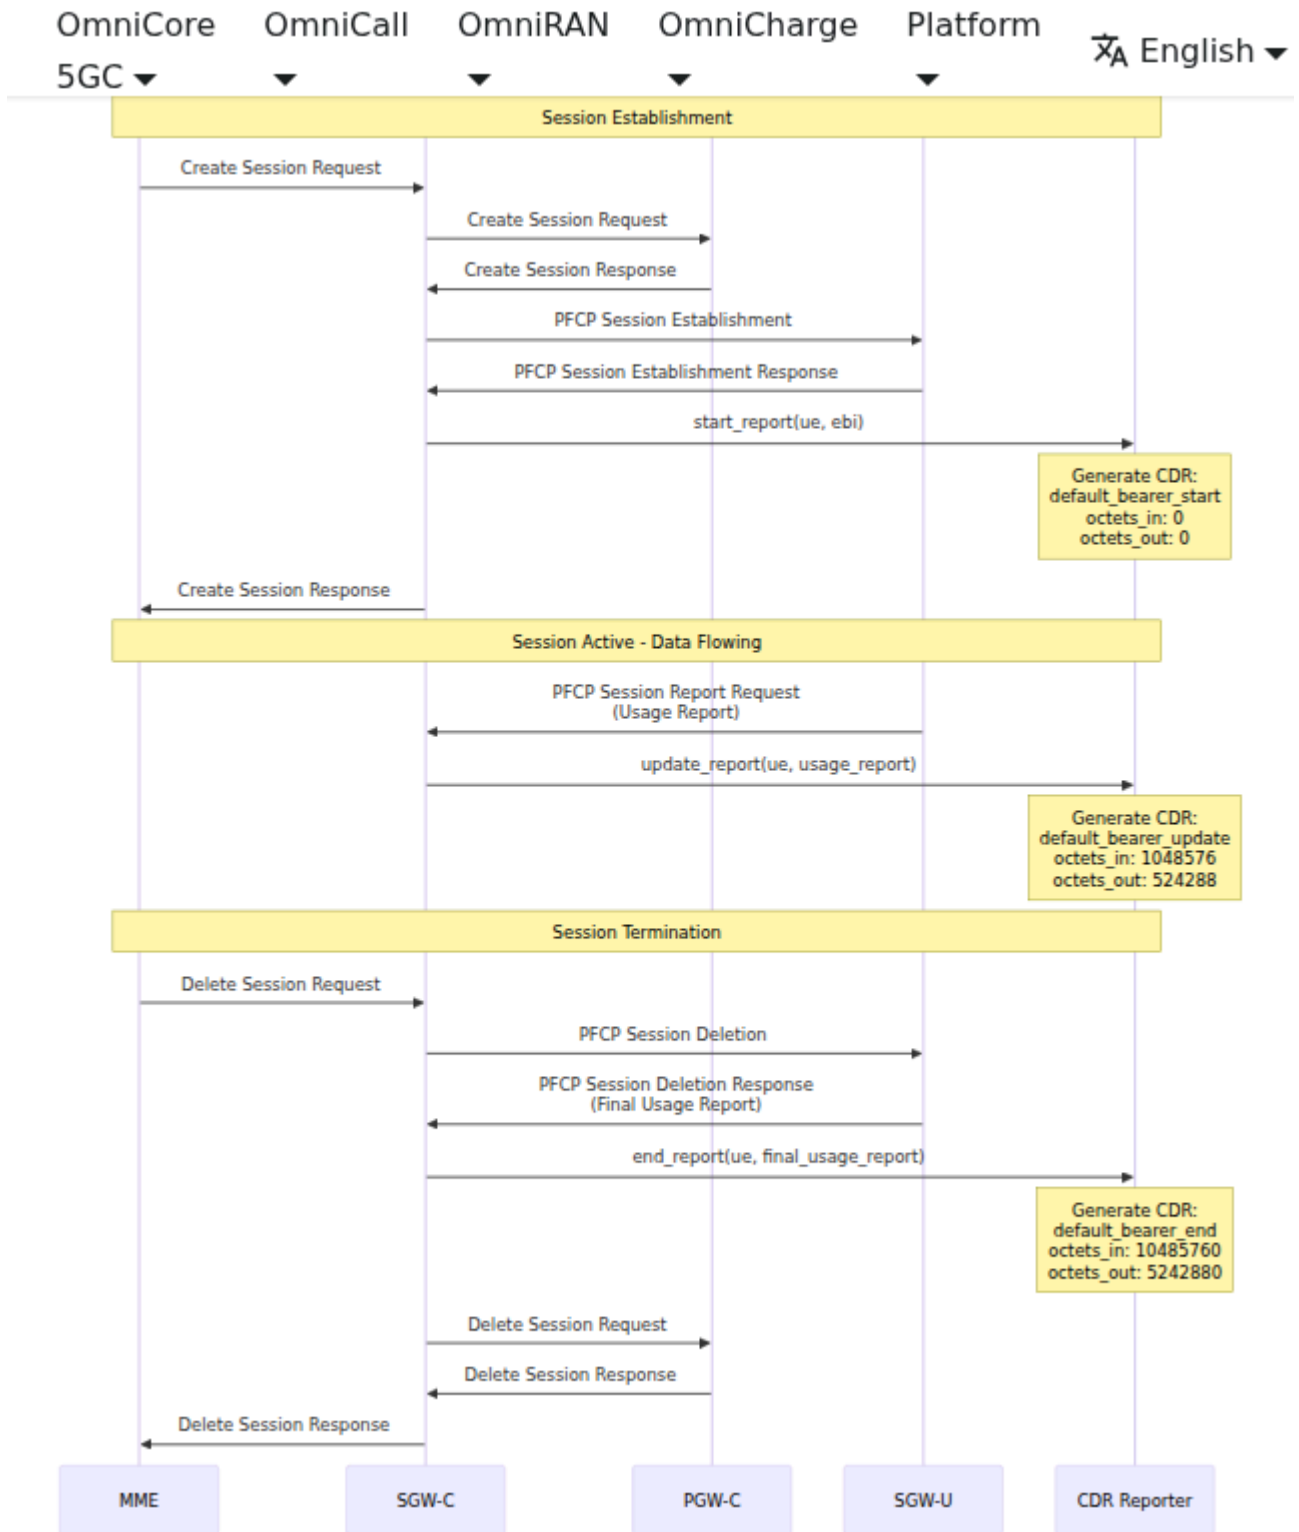 OmniCore
5GC
OmniCall
OmniRAN
OmniCharge
Platform
English
Session Establishment
Create Session Request
Create Session Request
Create Session Response
PFCP Session Establishment
PFCP Session Establishment Response
start_report(ue, ebi)
Generate CDR:
default_bearer_start
octets_in: 0
octets_out: 0
Create Session Response
Session Active - Data Flowing
PFCP Session Report Request
(Usage Report)
update_report(ue, usage_report)
Generate CDR:
default_bearer_update
octets_in: 1048576
octets_out: 524288
Session Termination
Delete Session Request
PFCP Session Deletion
PFCP Session Deletion Response
(Final Usage Report)
end_report(ue, final_usage_report)
Generate CDR:
default_bearer_end
octets_in: 10485760
octets_out: 5242880
Delete Session Request
Delete Session Response
Delete Session Response
MME
SGW-C
PGW-C
SGW-U
CDR Reporter